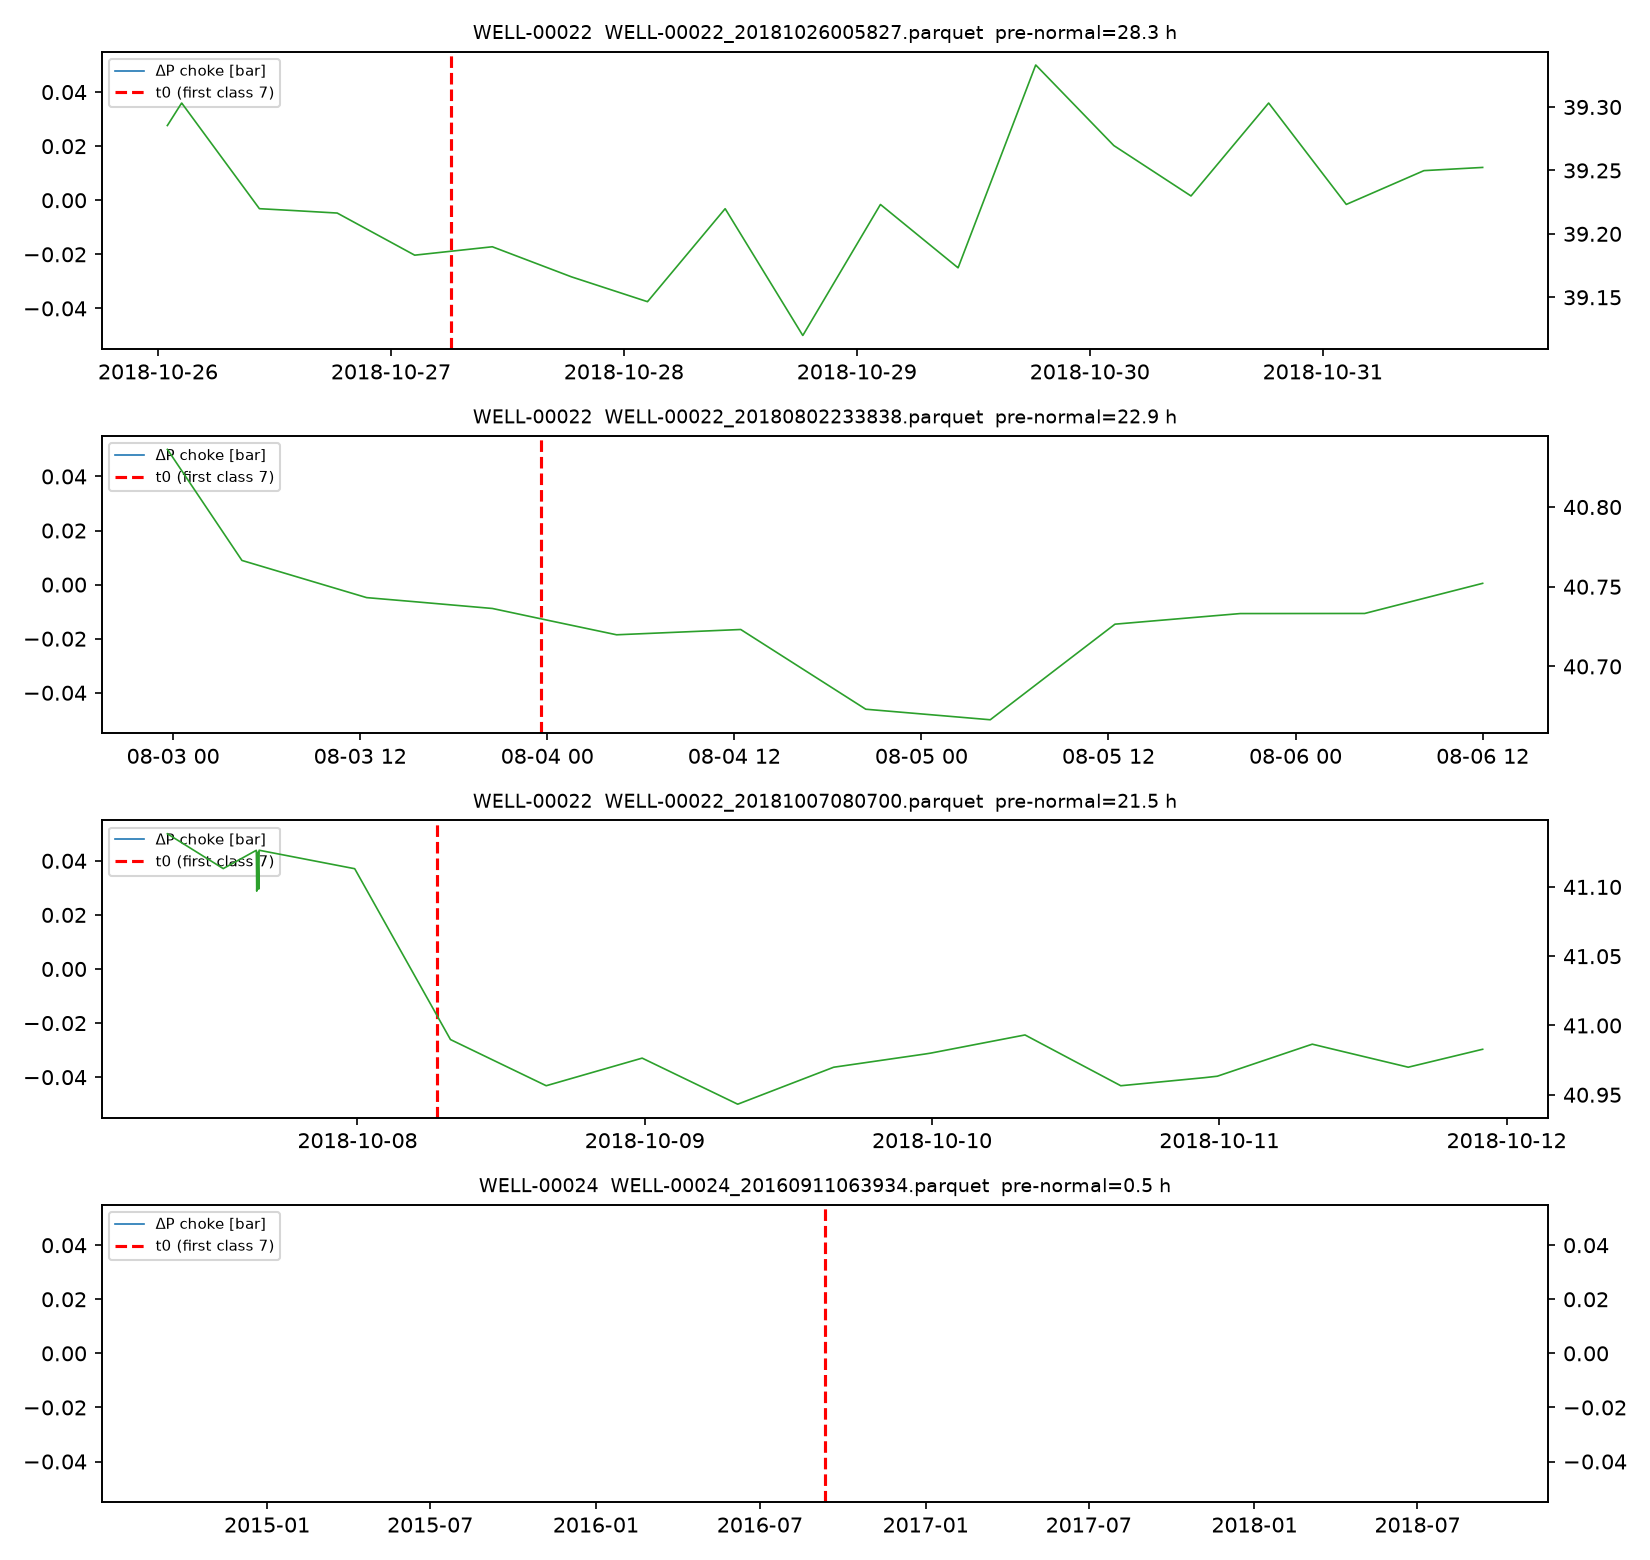 WELL-00022  WELL-00022_20181026005827.parquet  pre-normal=28.3 h
ΔP choke [bar]
t0 (first class 7)
0.04
0.02
0.00
−0.02
−0.04
39.30
39.25
39.20
39.15
2018-10-26 2018-10-27 2018-10-28 2018-10-29 2018-10-30 2018-10-31
WELL-00022  WELL-00022_20180802233838.parquet  pre-normal=22.9 h
ΔP choke [bar]
t0 (first class 7)
0.04
0.02
0.00
−0.02
−0.04
40.80
40.75
40.70
08-03 00 08-03 12 08-04 00 08-04 12 08-05 00 08-05 12 08-06 00 08-06 12
WELL-00022  WELL-00022_20181007080700.parquet  pre-normal=21.5 h
ΔP choke [bar]
t0 (first class 7)
0.04
0.02
0.00
−0.02
−0.04
41.10
41.05
41.00
40.95
2018-10-08 2018-10-09 2018-10-10 2018-10-11 2018-10-12
WELL-00024  WELL-00024_20160911063934.parquet  pre-normal=0.5 h
ΔP choke [bar]
t0 (first class 7)
0.04
0.02
0.00
−0.02
−0.04
0.04
0.02
0.00
−0.02
−0.04
2015-01 2015-07 2016-01 2016-07 2017-01 2017-07 2018-01 2018-07